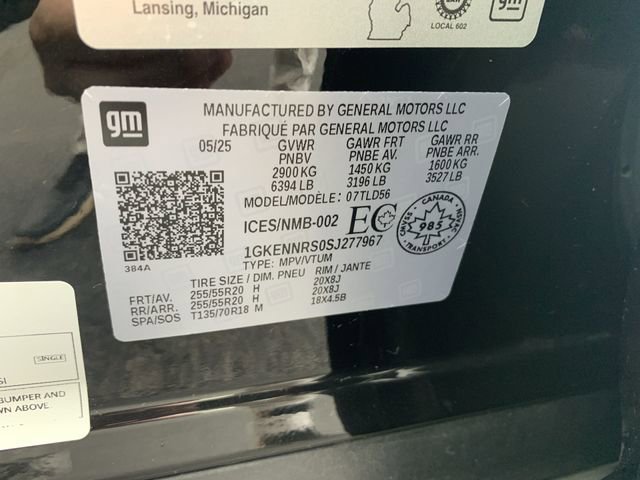 Lansing, Michigan
LOCAL 602
gm
gm
MANUFACTURED BY GENERAL MOTORS LLC
FABRIQUÉ PAR GENERAL MOTORS LLC
05/25 GVWR GAWR FRT GAWR RR
PNBV PNBE AV. PNBE ARR.
2900 KG 1450 KG 1600 KG
6394 LB 3196 LB 3527 LB
MODEL/MODÈLE: 07TLD56
ICES/NMB-002 EC
CANADA
985
TRANSPORT
1GKENNRS0SJ277967
TYPE: MPV/VTUM
384A
TIRE SIZE / DIM. PNEU RIM / JANTE
FRT/AV. 255/55R20 H 20X8J
RR/ARR. 255/55R20 H 20X8J
SPA/SOS T135/70R18 M 18X4.5B
SINGLE
BUMPER AND
WN ABOVE